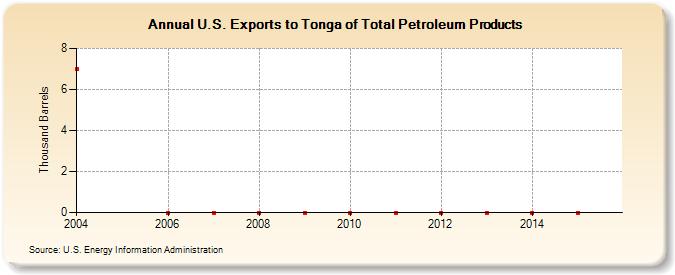 Annual U.S. Exports to Tonga of Total Petroleum Products
Thousand Barrels
8
6
4
2
0
2004 2006 2008 2010 2012 2014
Source: U.S. Energy Information Administration